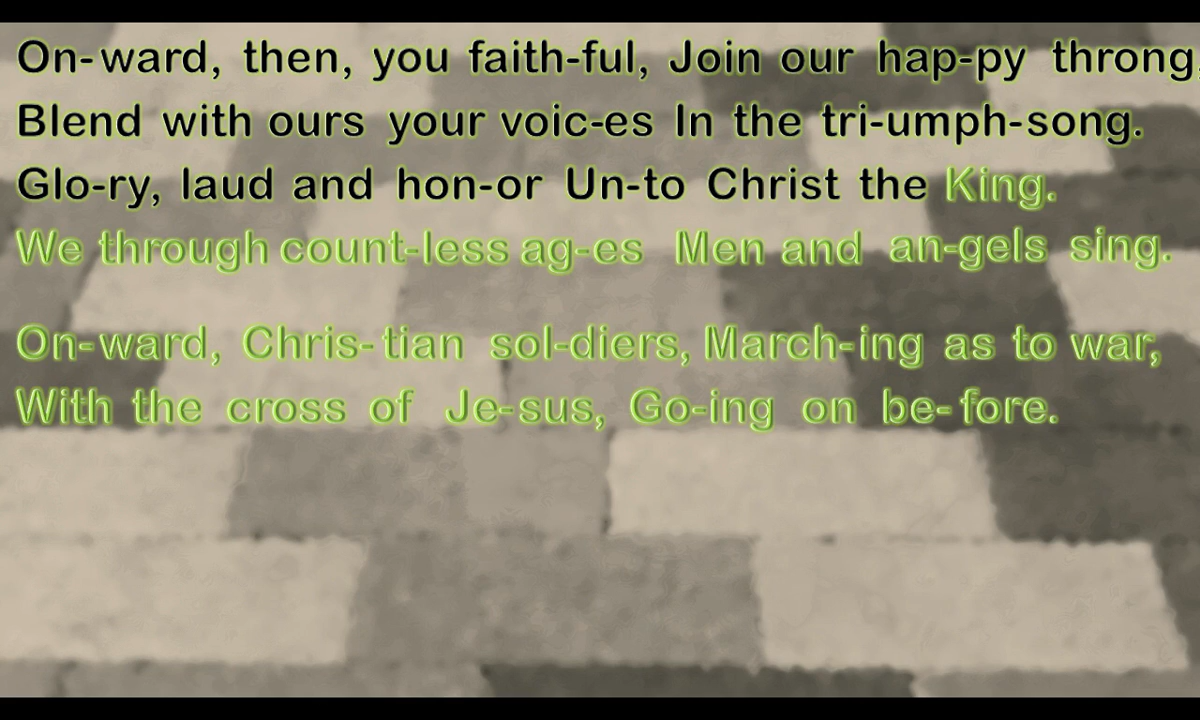 On-ward, then, you faith-ful, Join our hap-py throng,
Blend with ours your voic-es In the tri-umph-song.
Glo-ry, laud and hon-or Un-to Christ the King.
We through count-less ag-es Men and an-gels sing.
On-ward, Chris-tian sol-diers, March-ing as to war,
With the cross of Je-sus, Go-ing on be-fore.